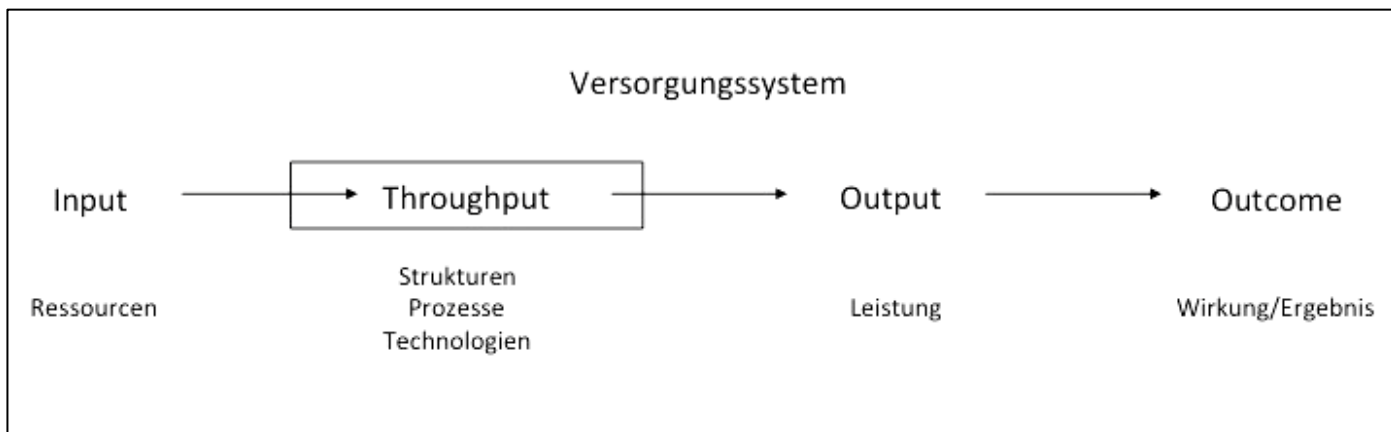 Versorgungssystem
Input
Throughput
Output
Outcome
Ressourcen
Strukturen
Prozesse
Technologien
Leistung
Wirkung/Ergebnis